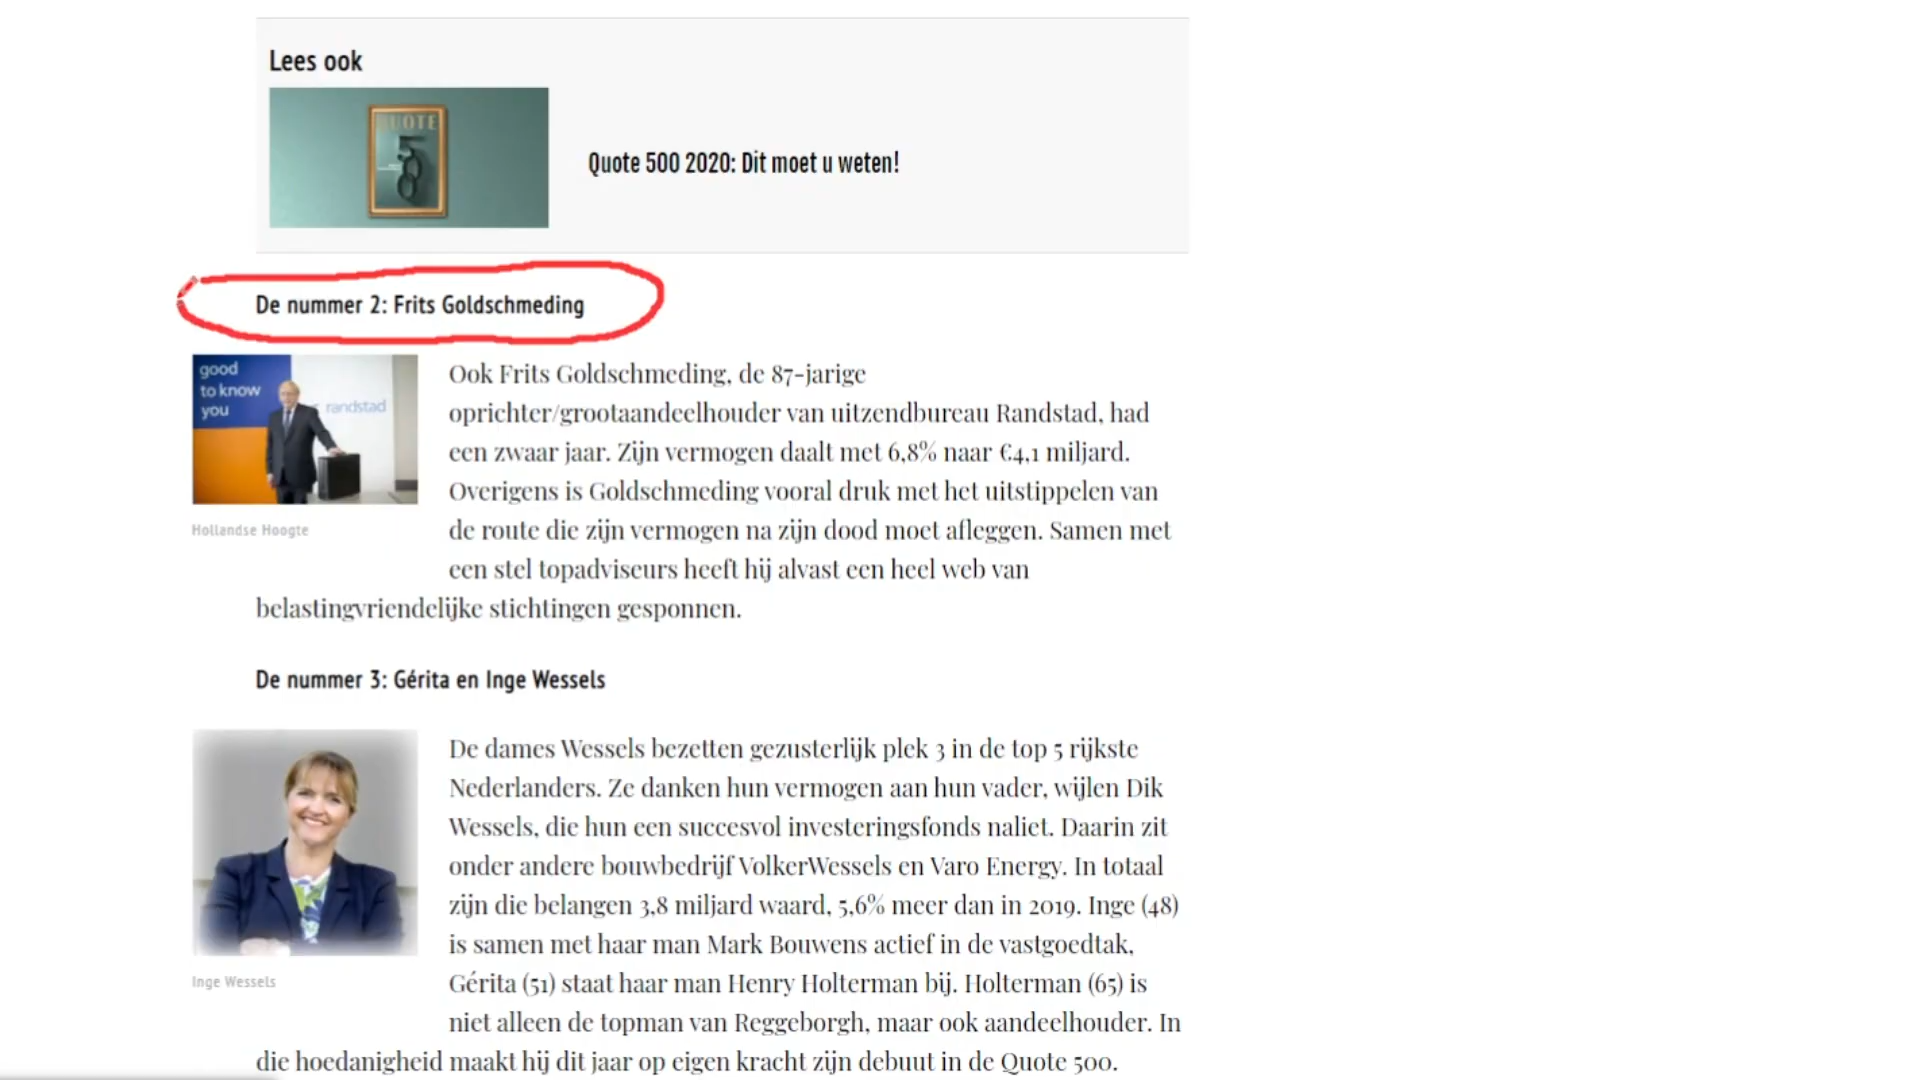 Lees ook
QUOTE
Quote 500 2020: Dit moet u weten!
De nummer 2: Frits Goldschmeding
good
to know
you
randstad
Ook Frits Goldschmeding, de 87-jarige
oprichter/grootaandeelhouder van uitzendbureau Randstad, had
een zwaar jaar. Zijn vermogen daalt met 6,8% naar €4,1 miljard.
Overigens is Goldschmeding vooral druk met het uitstippelen van
de route die zijn vermogen na zijn dood moet afleggen. Samen met
een stel topadviseurs heeft hij alvast een heel web van
belastingvriendelijke stichtingen gesponnen.
Hollandse Hoogte
De nummer 3: Gérita en Inge Wessels
De dames Wessels bezetten gezusterlijk plek 3 in de top 5 rijkste
Nederlanders. Ze danken hun vermogen aan hun vader, wijlen Dik
Wessels, die hun een succesvol investeringsfonds naliet. Daarin zit
onder andere bouwbedrijf VolkerWessels en Varo Energy. In totaal
zijn die belangen 3,8 miljard waard, 5,6% meer dan in 2019. Inge (48)
is samen met haar man Mark Bouwens actief in de vastgoedtak,
Gérita (51) staat haar man Henry Holterman bij. Holterman (65) is
niet alleen de topman van Reggeborgh, maar ook aandeelhouder. In
die hoedanigheid maakt hij dit jaar op eigen kracht zijn debuut in de Quote 500.
Inge Wessels